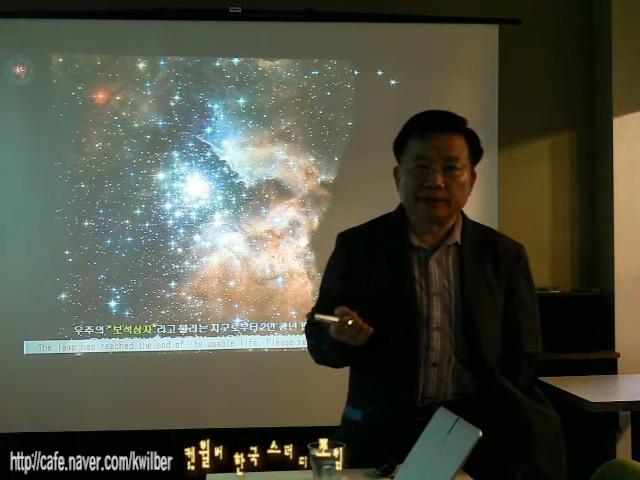 우주의 "보석상자"라고 불리는 지구로부터 2만 광년
The lamp has reached the end of its usable life. Please re
http://cafe.naver.com/kwilber
켄윌버 한국 스터디 모임